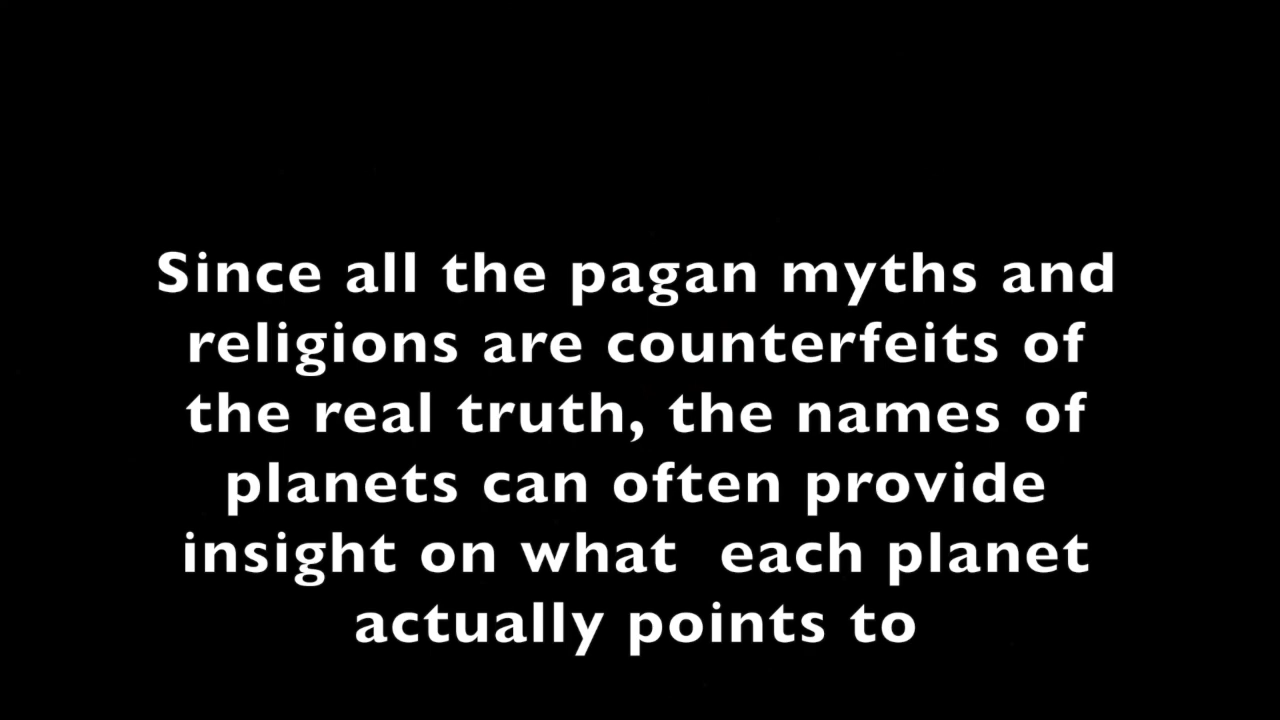 Since all the pagan myths and
religions are counterfeits of
the real truth, the names of
planets can often provide
insight on what  each planet
actually points to